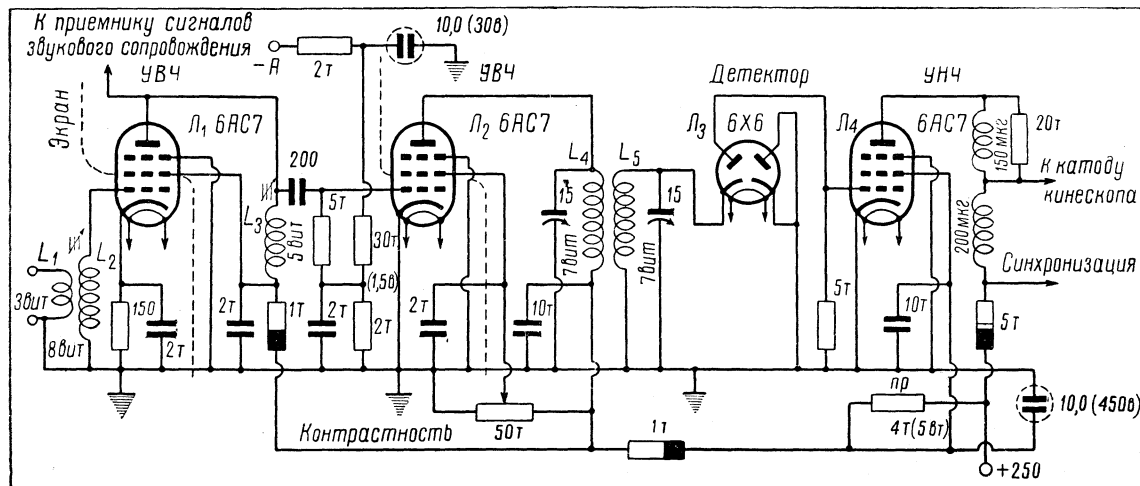 К приемнику сигналов
звукового сопровождения
10,0 (30в)
–А
2т
УВЧ
УВЧ
Детектор
УНЧ
Экран
Л1 6АС7
Л2 6АС7
Л3 6Х6
Л4 6АС7
150 мкг
20т
К катоду
кинескопа
200
L4
L5
15
15
5т
L3
5 вит
30т
(1,5в)
7вит
7вит
200мкг
L1
L2
3вит
8вит
Синхронизация
150
2т
2т
1т
2т
2т
2т
10т
5т
10т
5т
пр
10,0 (450в)
Контрастность
50т
1т
4т(5вт)
+250